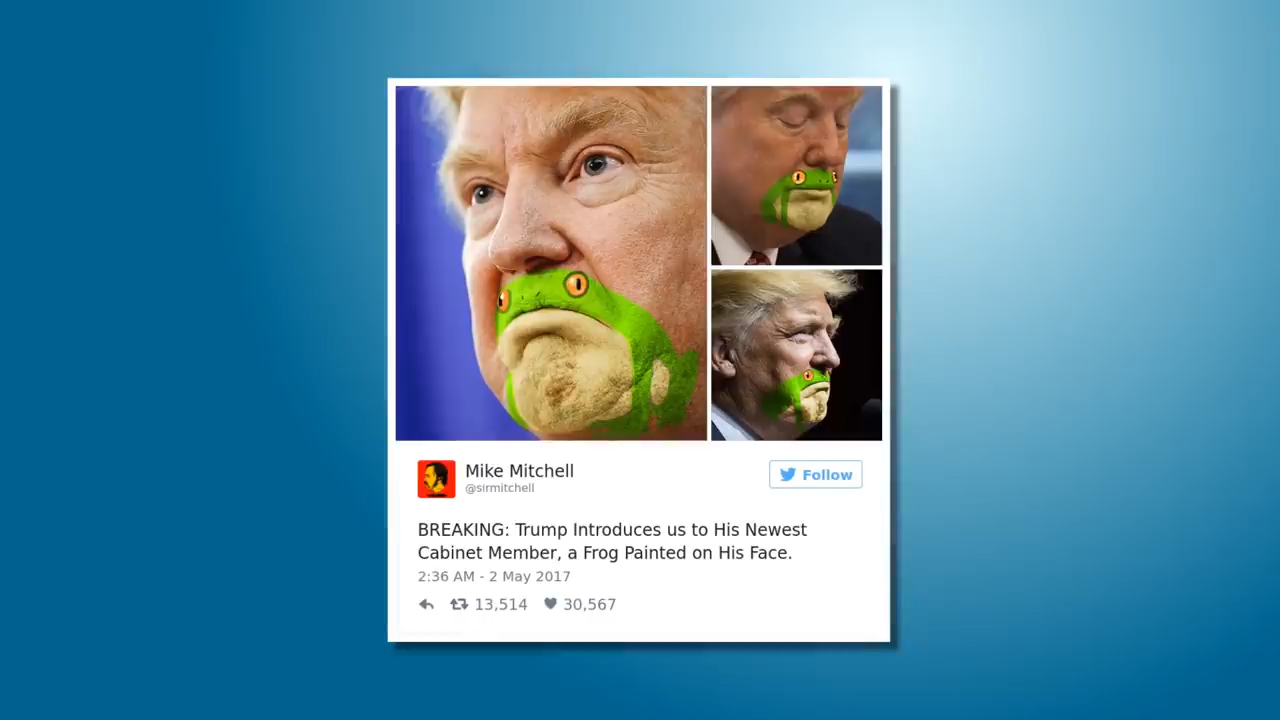 Mike Mitchell
@sirmitchell
Follow
BREAKING: Trump Introduces us to His Newest
Cabinet Member, a Frog Painted on His Face.
2:36 AM - 2 May 2017
13,514 30,567